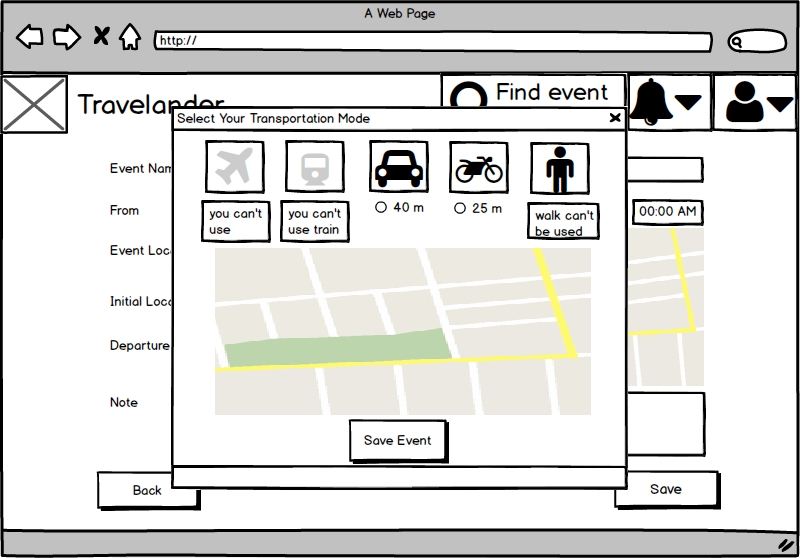 A Web Page
http://
Travelander
Find event
Select Your Transportation Mode
you can't
use
you can't
use train
40 m
25 m
walk can't
be used
Event Nam
From
00:00 AM
Event Loc
Initial Loc
Departure
Note
Save Event
Back
Save